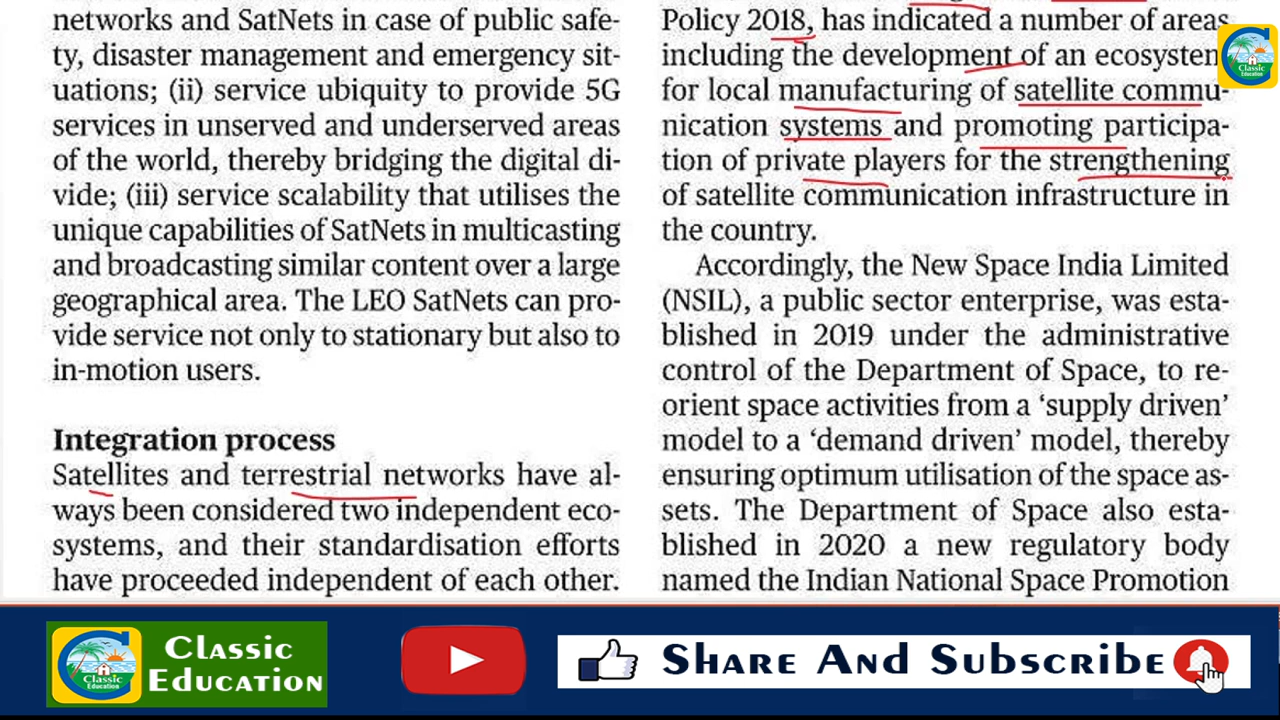 networks and SatNets in case of public safe-
ty, disaster management and emergency sit-
uations; (ii) service ubiquity to provide 5G
services in unserved and underserved areas
of the world, thereby bridging the digital di-
vide; (iii) service scalability that utilises the
unique capabilities of SatNets in multicasting
and broadcasting similar content over a large
geographical area. The LEO SatNets can pro-
vide service not only to stationary but also to
in-motion users.
Integration process
Satellites and terrestrial networks have al-
ways been considered two independent eco-
systems, and their standardisation efforts
have proceeded independent of each other.
Policy 2018, has indicated a number of areas
including the development of an ecosystem
for local manufacturing of satellite commu-
nication systems and promoting participa-
tion of private players for the strengthening
of satellite communication infrastructure in
the country.
Accordingly, the New Space India Limited
(NSIL), a public sector enterprise, was esta-
blished in 2019 under the administrative
control of the Department of Space, to re-
orient space activities from a ‘supply driven’
model to a ‘demand driven’ model, thereby
ensuring optimum utilisation of the space as-
sets. The Department of Space also esta-
blished in 2020 a new regulatory body
named the Indian National Space Promotion
Classic
Education
Classic
Education
Classic
Education
Share And Subscribe